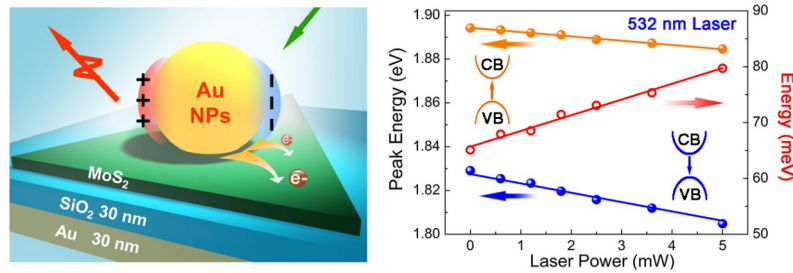 +
+
+
Au
NPs
e-
e-
MoS2
SiO2 30 nm
Au 30 nm
532 nm Laser
Peak Energy (eV)
1.90
1.88
1.86
1.84
1.82
1.80
CB
VB
CB
VB
90
80
70
60
50
Energy (meV)
0 1 2 3 4 5
Laser Power (mW)